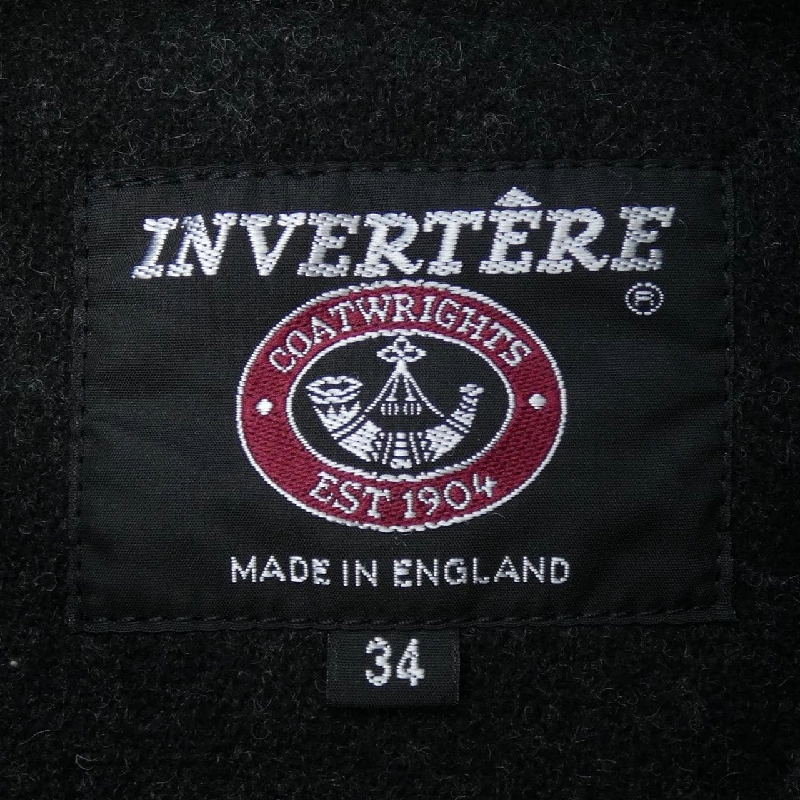 INVERTÊRE
®
COATWRIGHTS
EST 1904
MADE IN ENGLAND
34